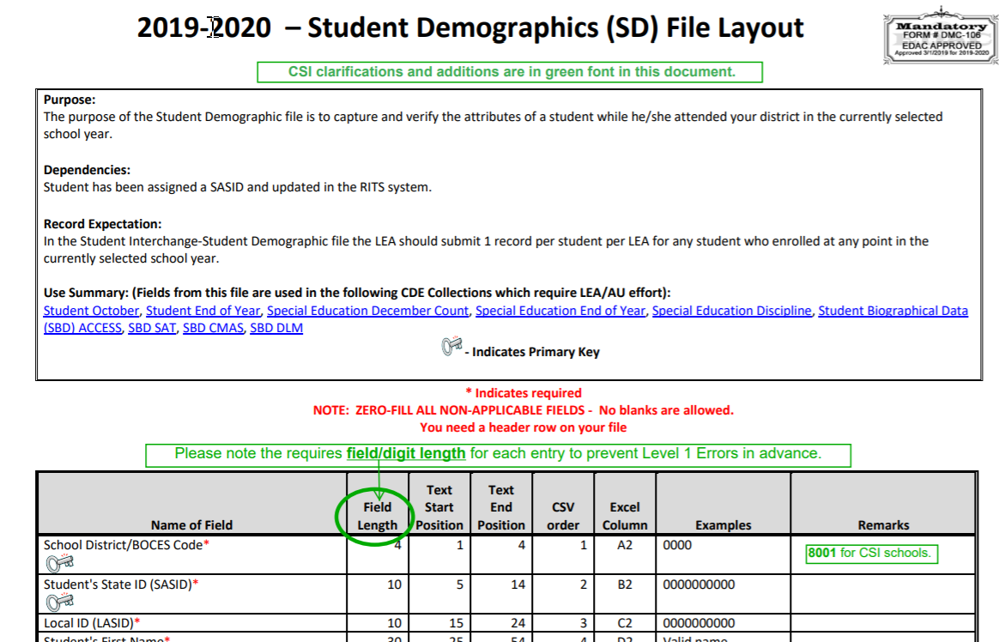 2019-2020 – Student Demographics (SD) File Layout
Mandatory
FORM # DMC-106
EDAC APPROVED
Approved 3/1/2019 for 2019-2020
CSI clarifications and additions are in green font in this document.
Purpose:
The purpose of the Student Demographic file is to capture and verify the attributes of a student while he/she attended your district in the currently selected
school year.
Dependencies:
Student has been assigned a SASID and updated in the RITS system.
Record Expectation:
In the Student Interchange-Student Demographic file the LEA should submit 1 record per student per LEA for any student who enrolled at any point in the
currently selected school year.
Use Summary: (Fields from this file are used in the following CDE Collections which require LEA/AU effort):
Student October, Student End of Year, Special Education December Count, Special Education End of Year, Special Education Discipline, Student Biographical Data
(SBD) ACCESS, SBD SAT, SBD CMAS, SBD DLM
- Indicates Primary Key
* Indicates required
NOTE: ZERO-FILL ALL NON-APPLICABLE FIELDS - No blanks are allowed.
You need a header row on your file
Please note the requires field/digit length for each entry to prevent Level 1 Errors in advance.
Name of Field Field Length Text Start Position Text End Position CSV order Excel Column Examples Remarks
School District/BOCES Code* 4 1 4 1 A2 0000 8001 for CSI schools.
Student's State ID (SASID)* 10 5 14 2 B2 0000000000
Local ID (LASID)* 10 15 24 3 C2 0000000000
Student's First Name* 30 25 54 4 D2 Valid name